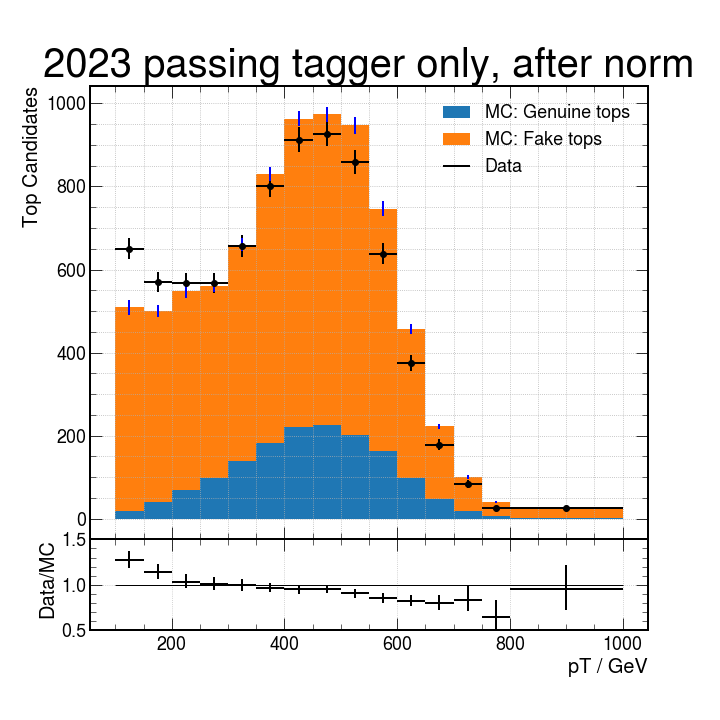 2023 passing tagger only, after norm
Top Candidates
1000
800
600
400
200
0
MC: Genuine tops
MC: Fake tops
Data
Data/MC
1.5
1.0
0.5
200 400 600 800 1000
pT / GeV